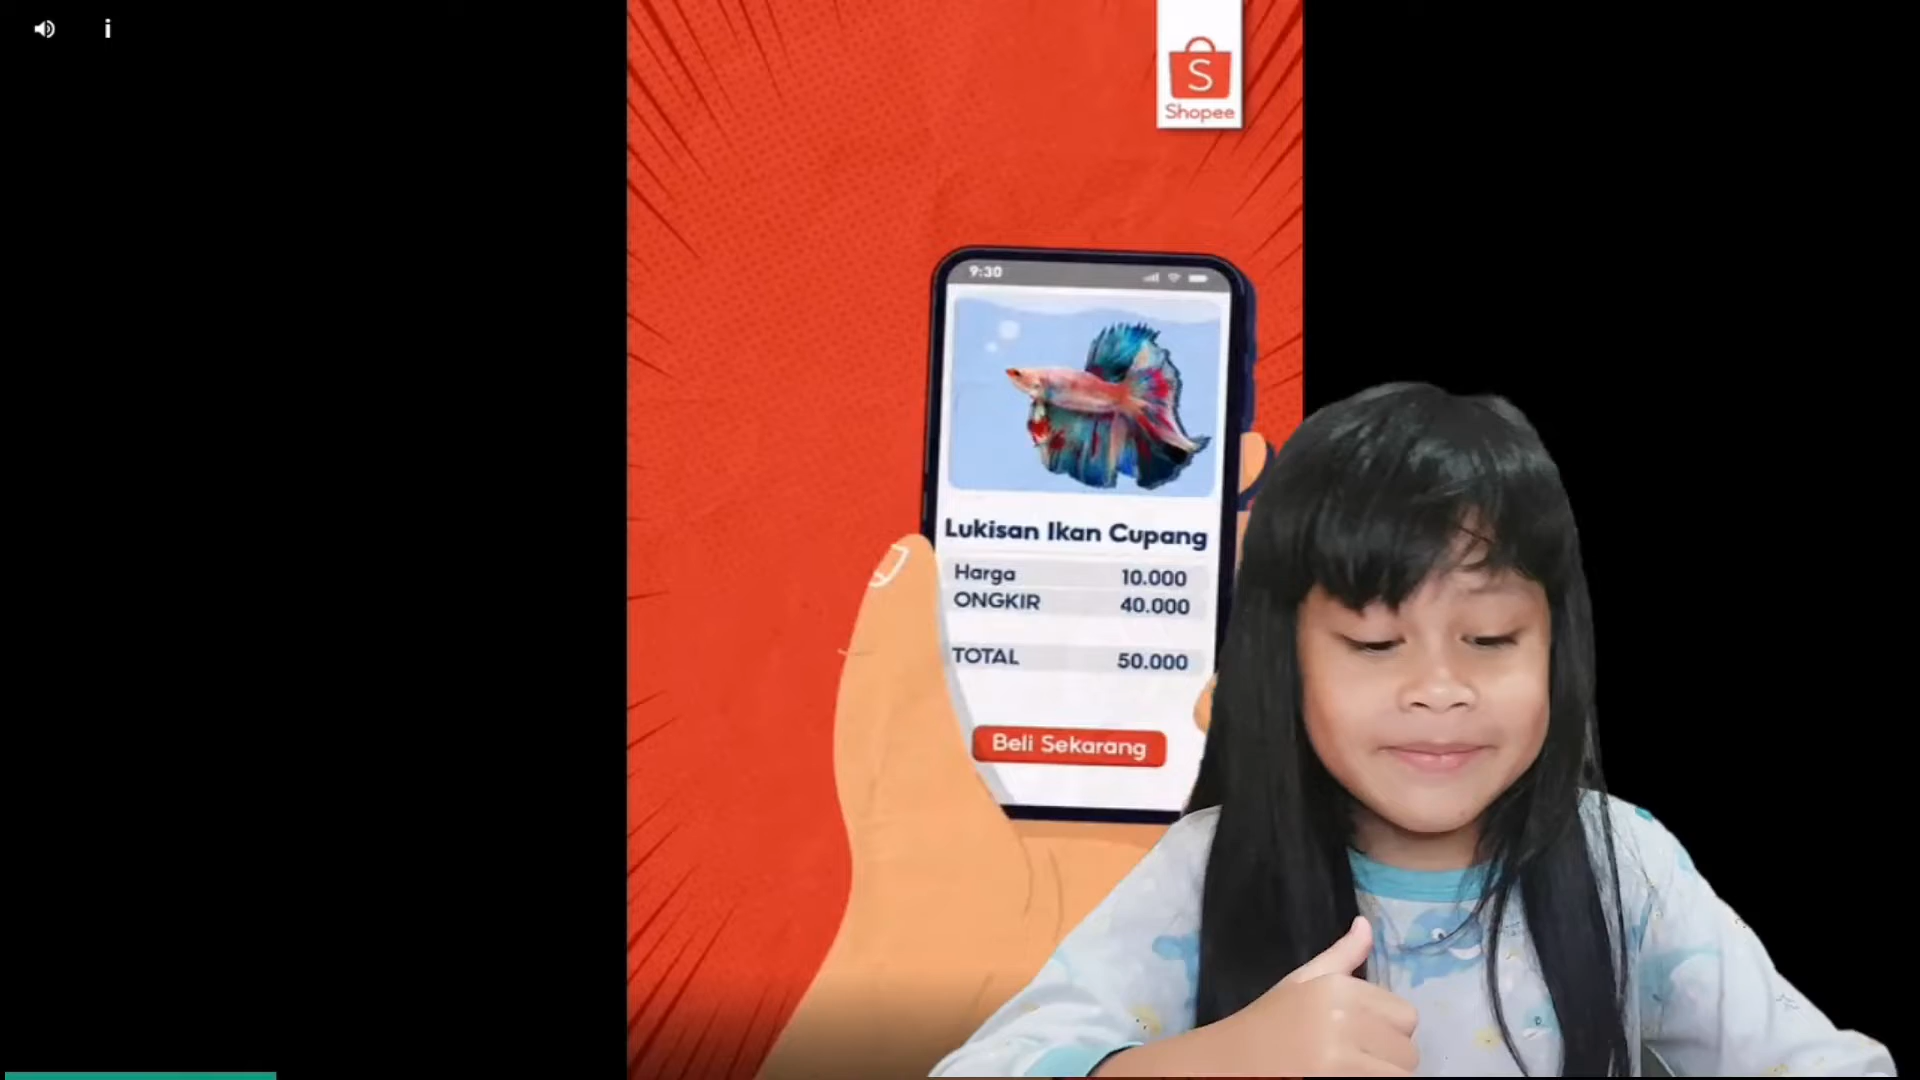 S
Shopee
9:30
Lukisan Ikan Cupang
Harga 10.000
ONGKIR 40.000
TOTAL 50.000
Beli Sekarang